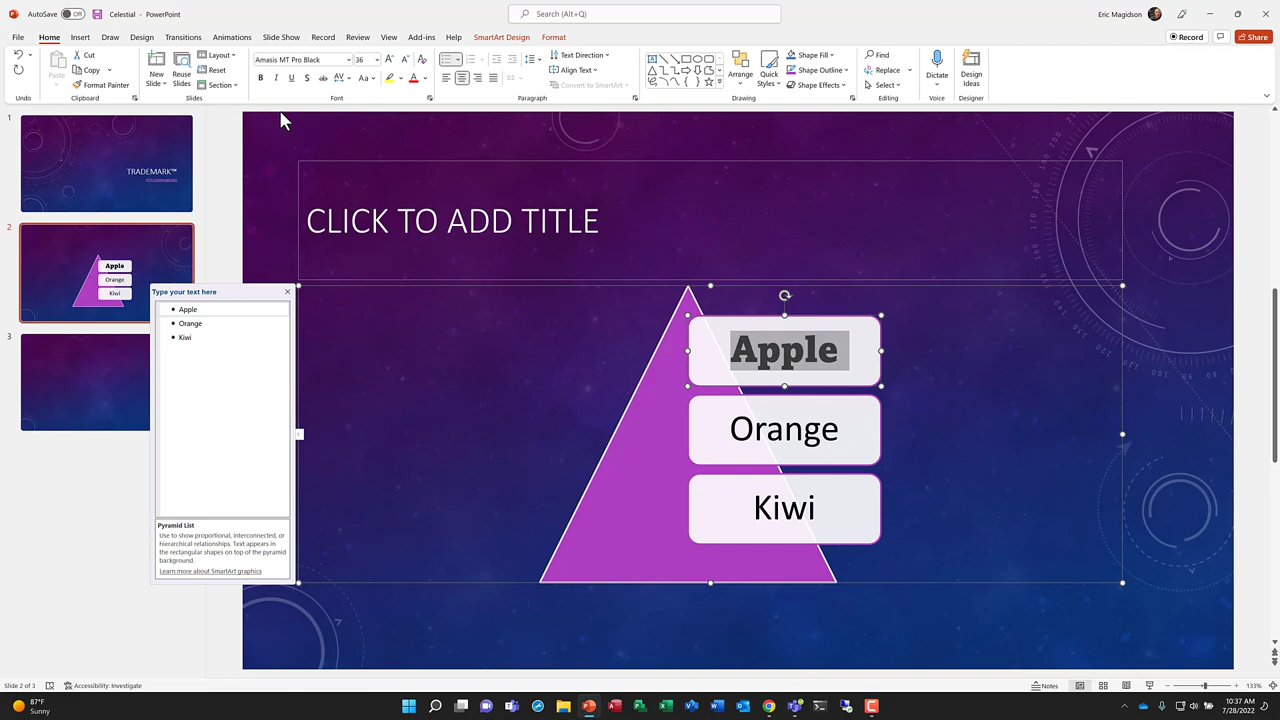 AutoSave Off Celestial - PowerPoint Search (Alt+Q) Eric Magidson
File Home Insert Draw Design Transitions Animations Slide Show Record Review View Add-ins Help SmartArt Design Format Record Share
Cut
Copy
Format Painter
Paste
New Slide
Reuse Slides
Layout
Reset
Section
Amasis MT Pro Black 36
Text Direction
Align Text
Convert to SmartArt
Arrange
Quick Styles
Shape Fill
Shape Outline
Shape Effects
Find
Replace
Select
Dictate
Design Ideas
Undo Clipboard Slides Font Paragraph Drawing Editing Voice Designer
1
TRADEMARK™
2
Apple
Orange
Kiwi
3
Type your text here
Apple
Orange
Kiwi
Pyramid List
Use to show proportional, interconnected, or
hierarchical relationships. Text appears in
the rectangular shapes on top of the pyramid
background.
Learn more about SmartArt graphics
CLICK TO ADD TITLE
Apple
Orange
Kiwi
Slide 2 of 3 Accessibility: Investigate Notes 133%
87°F
Sunny
10:37 AM
7/28/2022